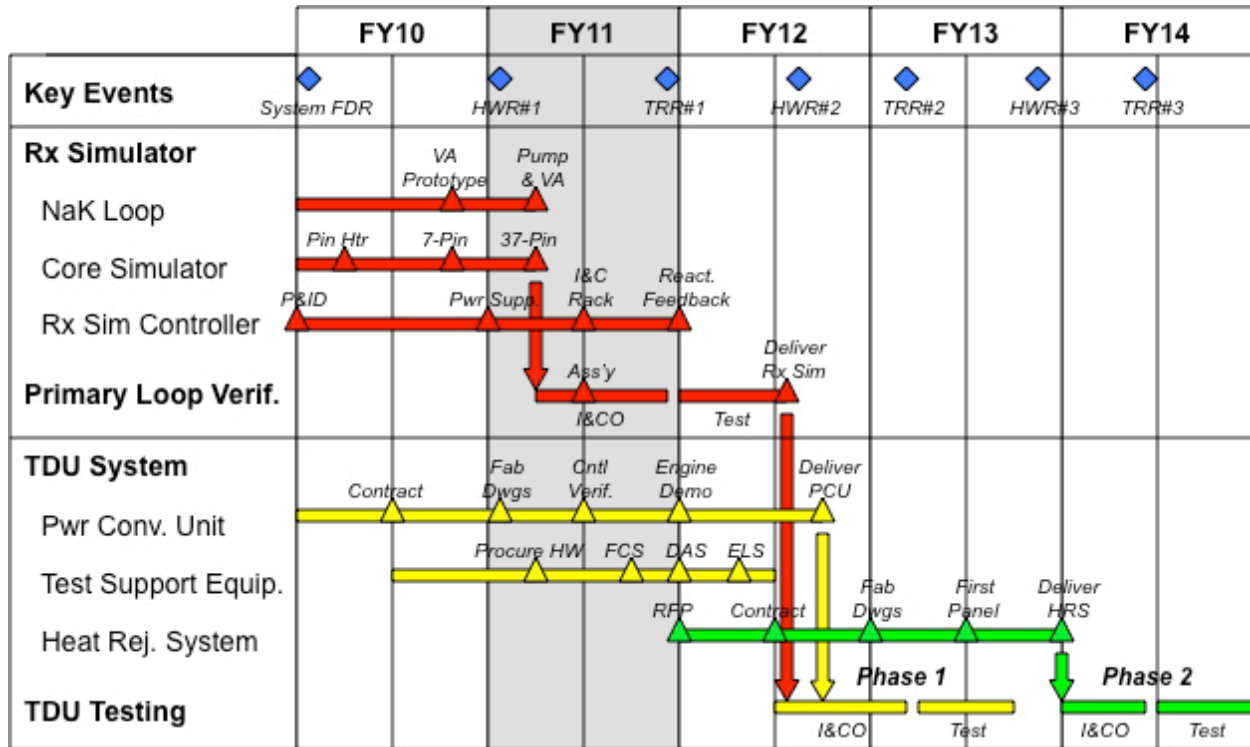 FY10 FY11 FY12 FY13 FY14
Key Events
System FDR HWR#1 TRR#1 HWR#2 TRR#2 HWR#3 TRR#3
Rx Simulator
VA Pump
Prototype & VA
NaK Loop
Pin Htr 7-Pin 37-Pin
Core Simulator
I&C React.
P&ID Pwr Supp. Rack Feedback
Rx Sim Controller
Deliver
Ass'y Rx Sim
Primary Loop Verif.
I&CO Test
TDU System
Fab Cntl Engine Deliver
Contract Dwgs Verif. Demo PCU
Pwr Conv. Unit
Procure HW FCS DAS ELS
Test Support Equip.
Fab First Deliver
RFP Contract Dwgs Panel HRS
Heat Rej. System
Phase 1 Phase 2
TDU Testing
I&CO Test I&CO Test